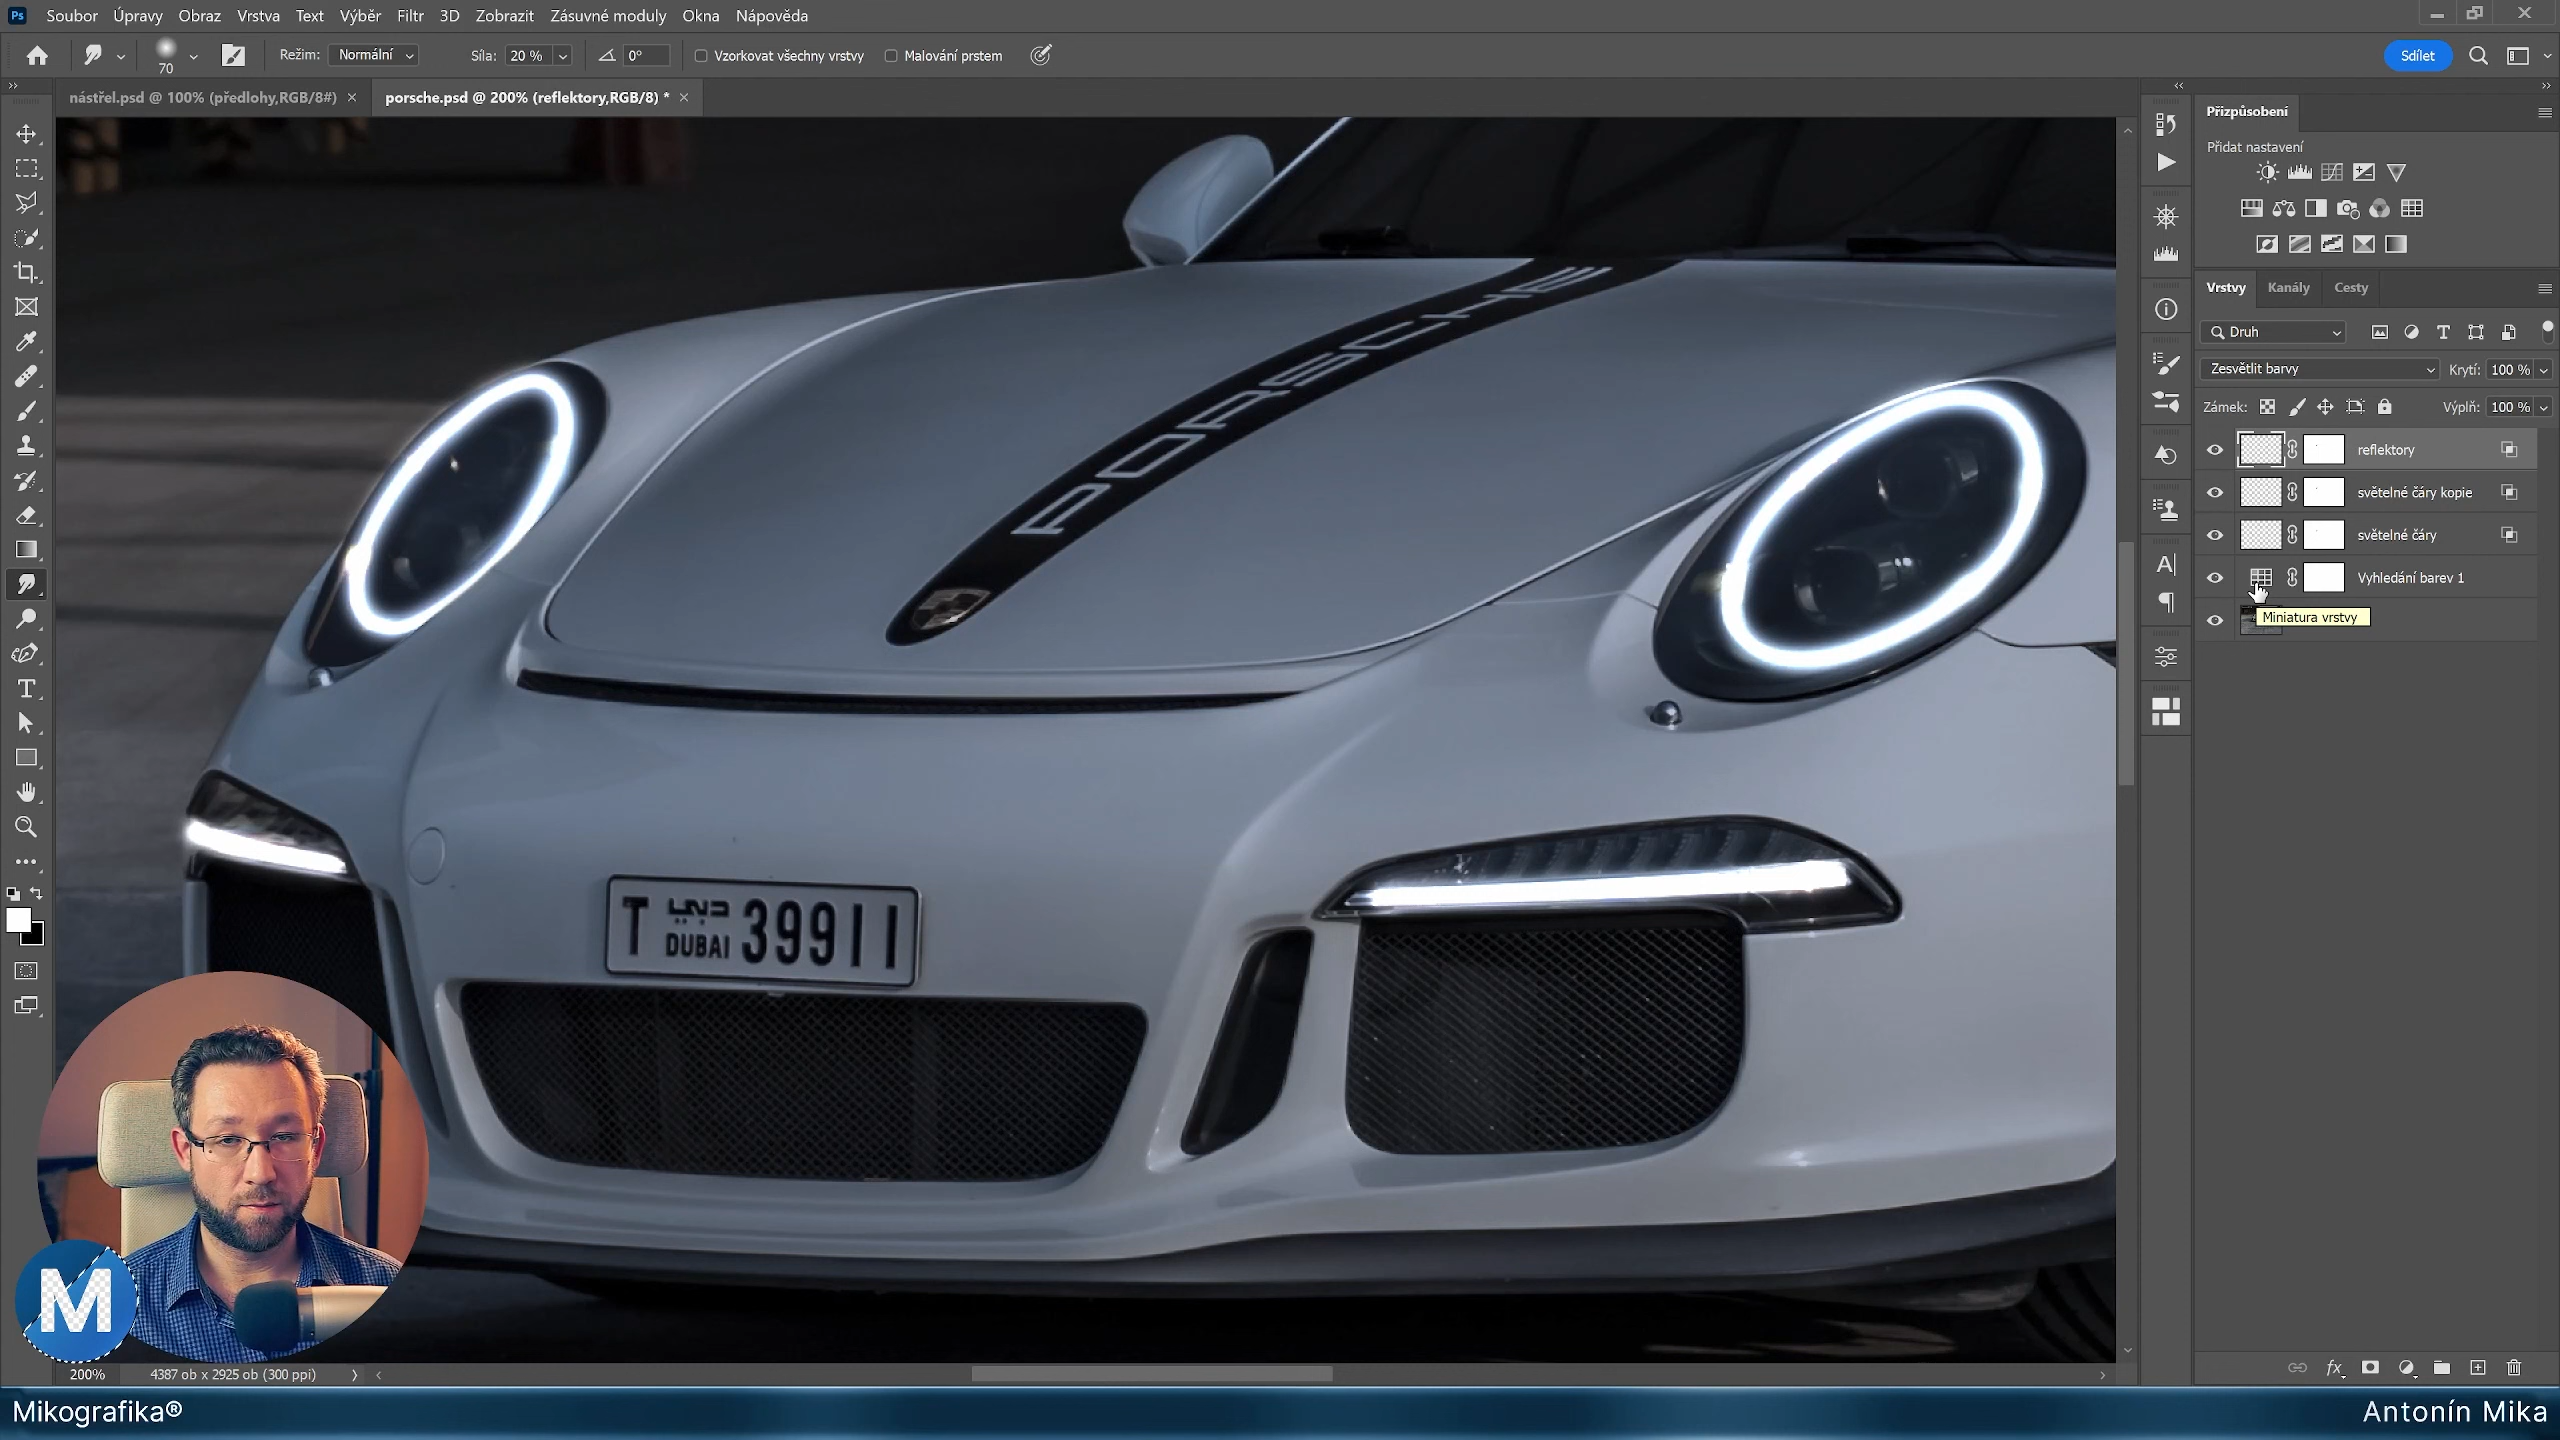 Ps Soubor Úpravy Obraz Vrstva Text Výběr Filtr 3D Zobrazit Zásuvné moduly Okna Nápověda
70 Režim: Normální Síla: 20 % 0° Vzorkovat všechny vrstvy Malování prstem Sdílet
nástřel.psd @ 100% (předlohy,RGB/8#) × porsche.psd @ 200% (reflektory,RGB/8) * ×
Přizpůsobení
Přidat nastavení
Vrstvy Kanály Cesty
Druh
Zesvětlit barvy Krytí: 100 %
Zámek: Výplň: 100 %
reflektory
světelné čáry kopie
světelné čáry
Vyhledání barev 1
Miniatura vrstvy
PORSCHE
T DUBAI 39911
M
200% 4387 ob x 2925 ob (300 ppi)
Mikografika® Antonín Mika